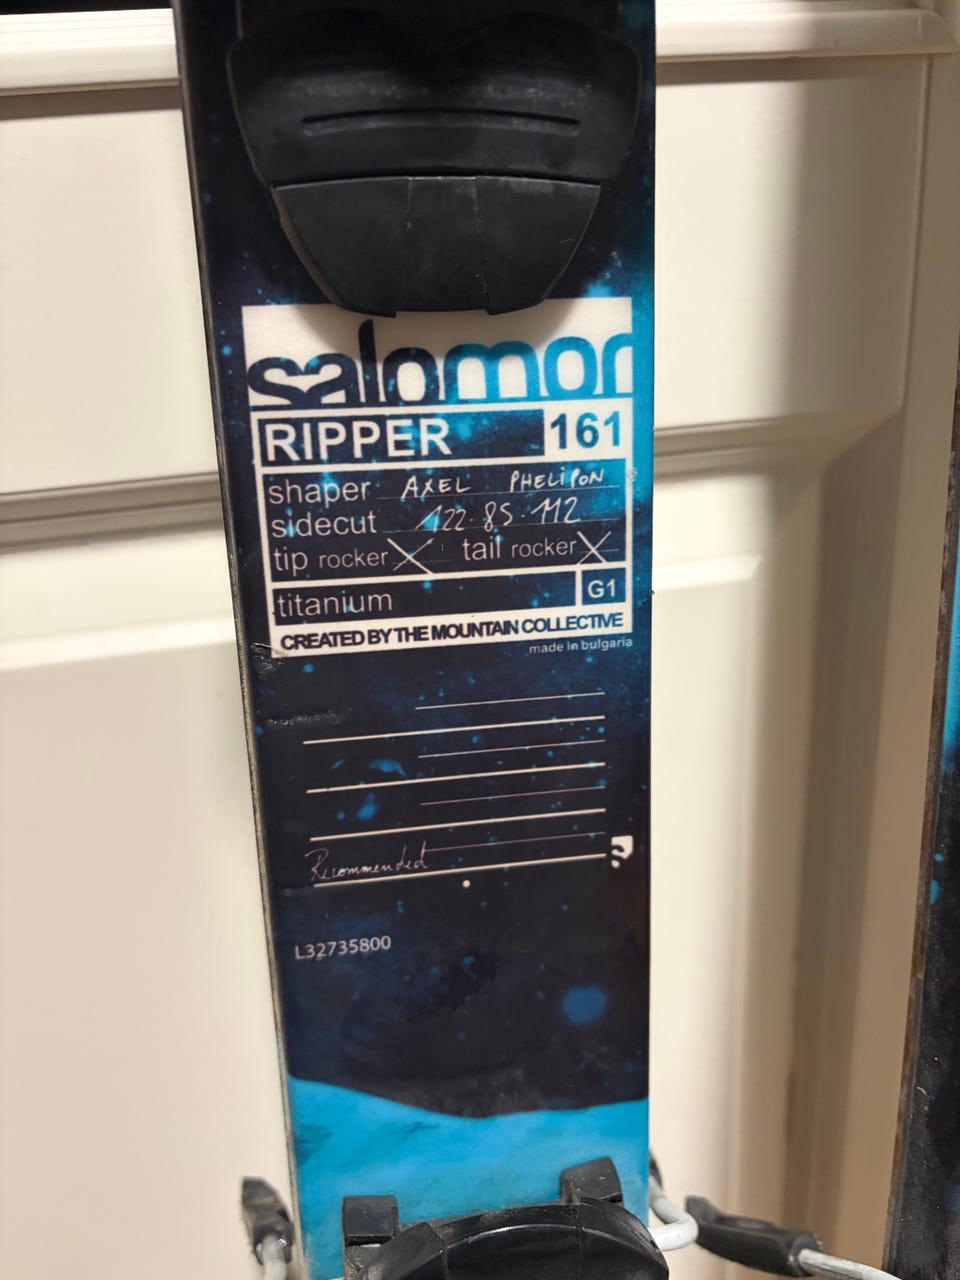 salomon
RIPPER 161
shaper AXEL PHELIPON
sidecut 122.85.112
tip rocker X tail rocker X
titanium G1
CREATED BY THE MOUNTAIN COLLECTIVE
made in bulgaria
Recommended
L32735800